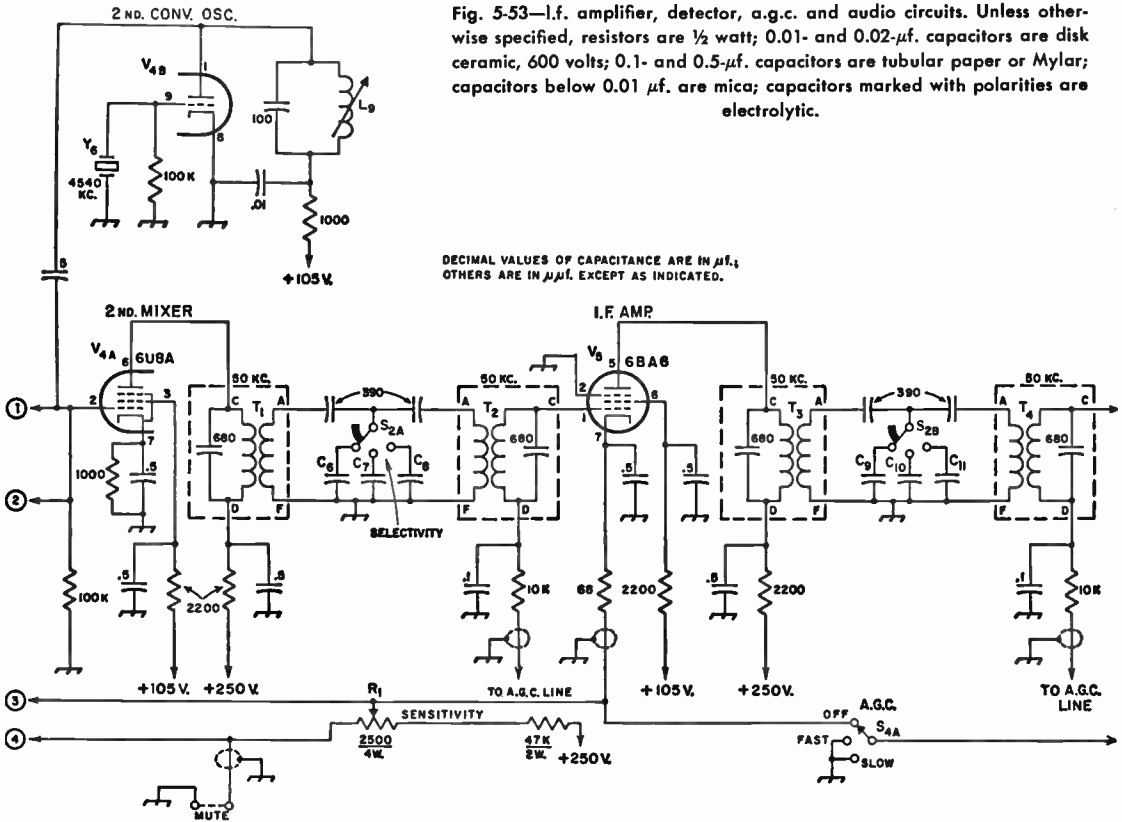 2 ND. CONV. OSC.
Fig. 5-53—I.f. amplifier, detector, a.g.c. and audio circuits. Unless other-
wise specified, resistors are ½ watt; 0.01- and 0.02-μf. capacitors are disk
ceramic, 600 volts; 0.1- and 0.5-μf. capacitors are tubular paper or Mylar;
capacitors below 0.01 μf. are mica; capacitors marked with polarities are
electrolytic.
V4B
1
9
8
100
L9
Y6
4540
KC.
100K
.01
1000
+105V.
5
DECIMAL VALUES OF CAPACITANCE ARE IN μf.;
OTHERS ARE IN μμf. EXCEPT AS INDICATED.
2 ND. MIXER
I.F. AMP.
V4A
6
6U8A
3
2
7
1000
.5
50 KC.
C
T1
A
680
D
F
390
S2A
C6
C7
C8
SELECTIVITY
50 KC.
A
T2
C
680
F
D
V5
5
6BA6
2
6
1
7
.5
.5
50 KC.
C
T3
A
680
D
F
390
S2B
C9
C10
C11
50 KC.
A
T4
C
680
F
D
1
2
100K
.5
2200
.5
.1
10K
68
2200
.5
2200
.1
10K
+105V.
+250V.
TO A.G.C. LINE
+105V.
+250V.
TO A.G.C.
LINE
3
R1
SENSITIVITY
2500
4W.
47K
2W.
+250V.
4
MUTE
A.G.C.
OFF
S4A
FAST
SLOW